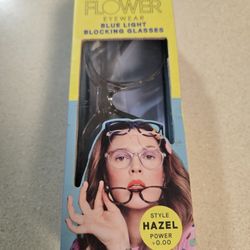 FLOWER
EYEWEAR
BLUE LIGHT
BLOCKING GLASSES
STYLE
HAZEL
POWER
+0.00